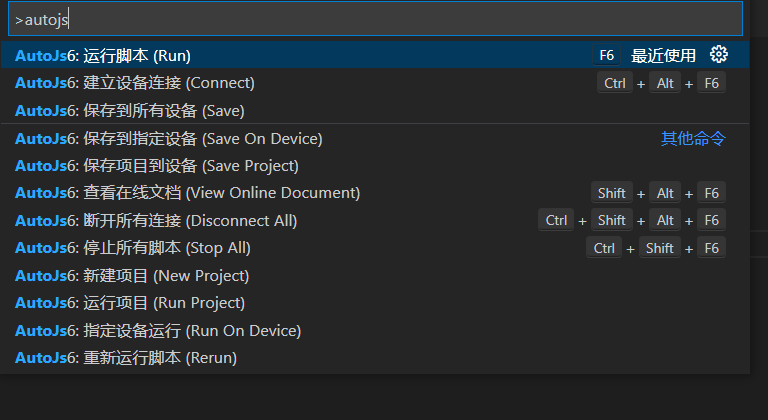 >autojs
AutoJs6: 运行脚本 (Run) F6 最近使用
AutoJs6: 建立设备连接 (Connect) Ctrl + Alt + F6
AutoJs6: 保存到所有设备 (Save)
AutoJs6: 保存到指定设备 (Save On Device) 其他命令
AutoJs6: 保存项目到设备 (Save Project)
AutoJs6: 查看在线文档 (View Online Document) Shift + Alt + F6
AutoJs6: 断开所有连接 (Disconnect All) Ctrl + Shift + Alt + F6
AutoJs6: 停止所有脚本 (Stop All) Ctrl + Shift + F6
AutoJs6: 新建项目 (New Project)
AutoJs6: 运行项目 (Run Project)
AutoJs6: 指定设备运行 (Run On Device)
AutoJs6: 重新运行脚本 (Rerun)